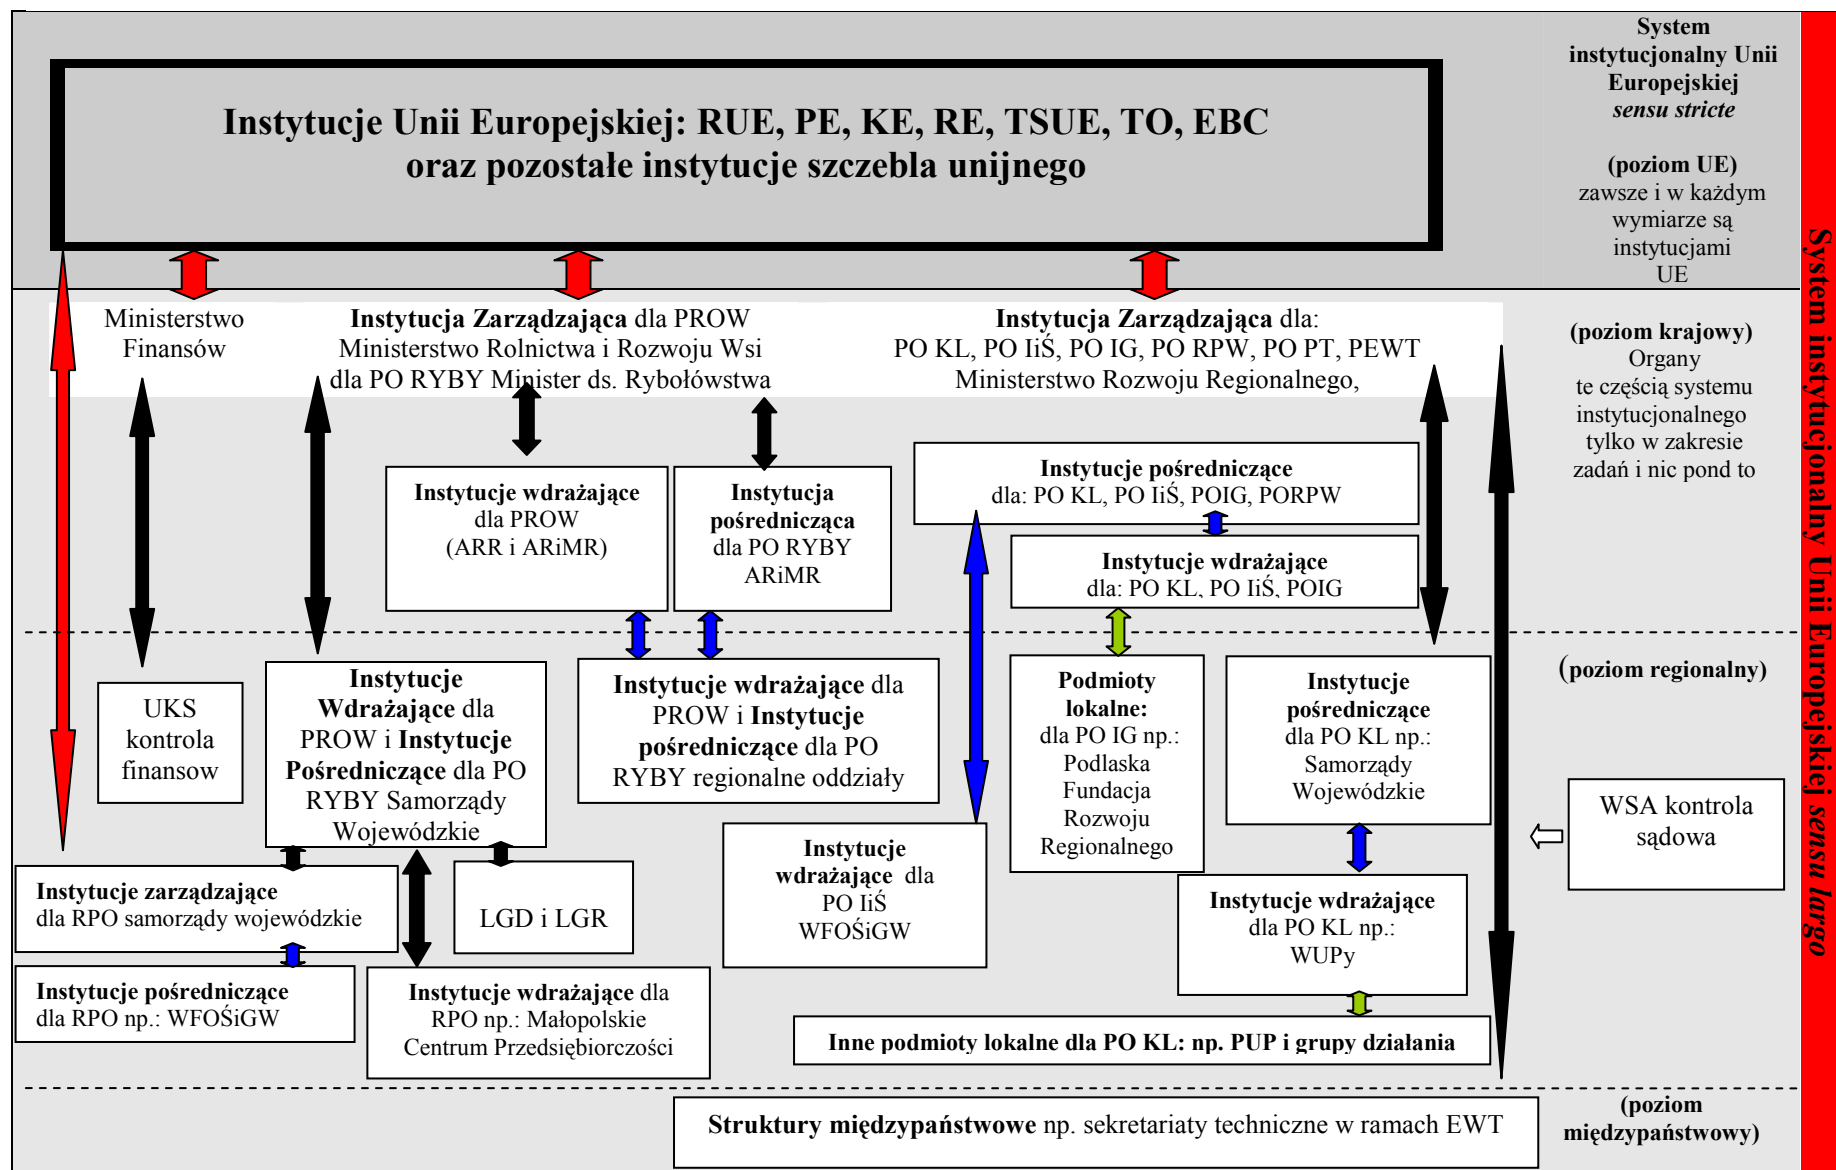 System
instytucjonalny Unii
Europejskiej
sensu stricte
(poziom UE)
zawsze i w każdym
wymiarze są
instytucjami
UE
Instytucje Unii Europejskiej: RUE, PE, KE, RE, TSUE, TO, EBC
oraz pozostałe instytucje szczebla unijnego
System instytucjonalny Unii Europejskiej sensu largo
Ministerstwo
Finansów
Instytucja Zarządzająca dla PROW
Ministerstwo Rolnictwa i Rozwoju Wsi
dla PO RYBY Minister ds. Rybołówstwa
Instytucja Zarządzająca dla:
PO KL, PO IiŚ, PO IG, PO RPW, PO PT, PEWT
Ministerstwo Rozwoju Regionalnego,
(poziom krajowy)
Organy
te częścią systemu
instytucjonalnego
tylko w zakresie
zadań i nic pond to
Instytucje wdrażające
dla PROW
(ARR i ARiMR)
Instytucja
pośrednicząca
dla PO RYBY
ARiMR
Instytucje pośredniczące
dla: PO KL, PO IiŚ, POIG, PORPW
Instytucje wdrażające
dla: PO KL, PO IiŚ, POIG
(poziom regionalny)
UKS
kontrola
finansow
Instytucje
Wdrażające dla
PROW i Instytucje
Pośredniczące dla PO
RYBY Samorządy
Wojewódzkie
Instytucje wdrażające dla
PROW i Instytucje
pośredniczące dla PO
RYBY regionalne oddziały
Podmioty
lokalne:
dla PO IG np.:
Podlaska
Fundacja
Rozwoju
Regionalnego
Instytucje
pośredniczące
dla PO KL np.:
Samorządy
Wojewódzkie
WSA kontrola
sądowa
Instytucje zarządzające
dla RPO samorządy wojewódzkie
LGD i LGR
Instytucje
wdrażające dla
PO IiŚ
WFOŚiGW
Instytucje wdrażające
dla PO KL np.:
WUPy
Instytucje pośredniczące
dla RPO np.: WFOŚiGW
Instytucje wdrażające dla
RPO np.: Małopolskie
Centrum Przedsiębiorczości
Inne podmioty lokalne dla PO KL: np. PUP i grupy działania
Struktury międzypaństwowe np. sekretariaty techniczne w ramach EWT
(poziom
międzypaństwowy)